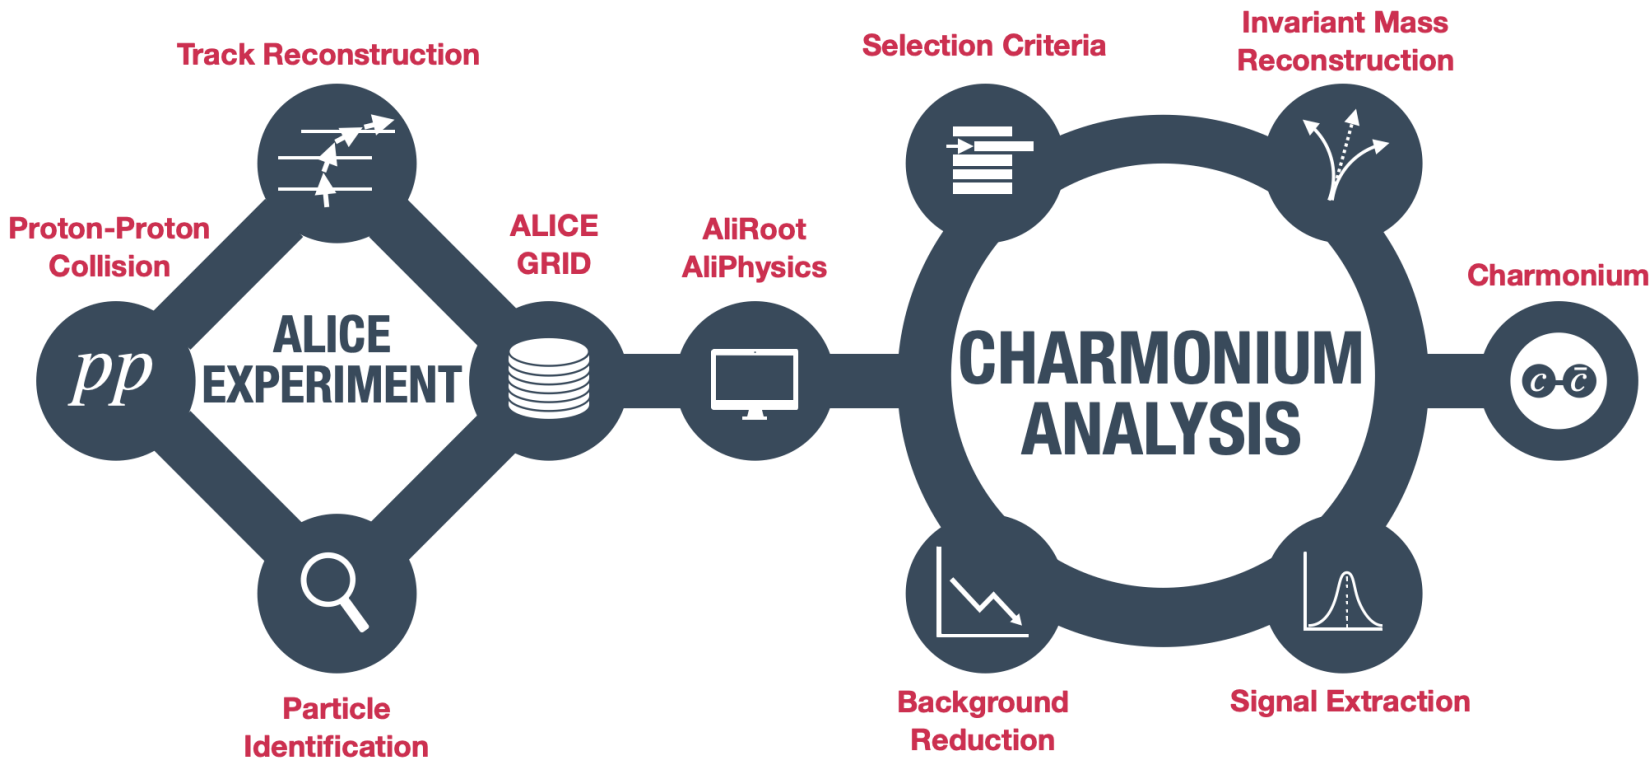 Track Reconstruction
Proton-Proton
Collision
pp
ALICE
EXPERIMENT
Particle
Identification
ALICE
GRID
AliRoot
AliPhysics
Selection Criteria
Invariant Mass
Reconstruction
CHARMONIUM
ANALYSIS
Background
Reduction
Signal Extraction
Charmonium
c c̄